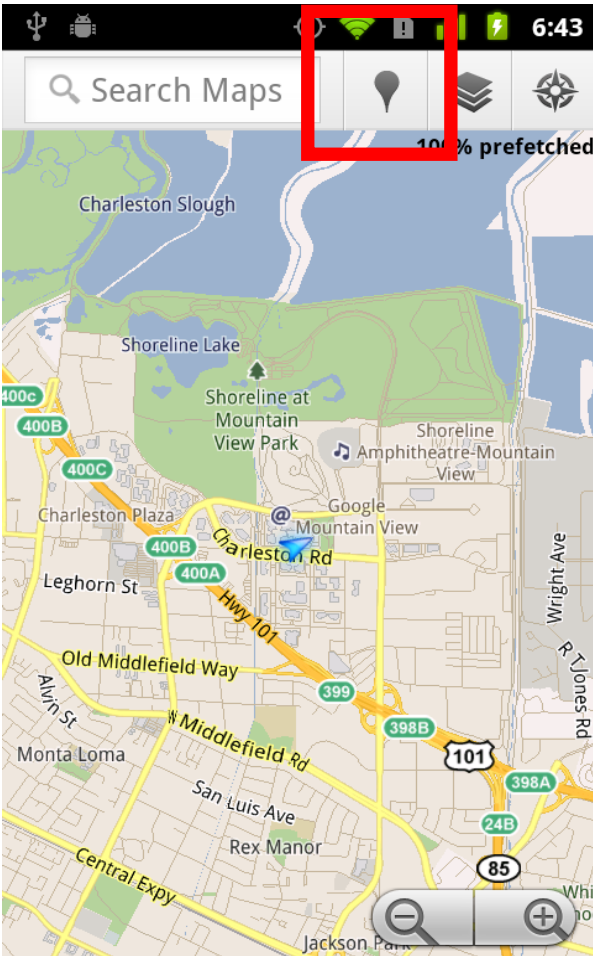 6:43
Search Maps
100% prefetched
Charleston Slough
Shoreline Lake
Shoreline at
Mountain
View Park
400C
400B
400C
Shoreline
Amphitheatre-Mountain
View
Charleston Plaza
@ Google
Mountain View
400B
Charleston Rd
400A
Wright Ave
Leghorn St
Hwy 101
R T Jones Rd
Old Middlefield Way
399
Alvin St
398B
W Middlefield Rd
101
Monta Loma
398A
San Luis Ave
24B
Rex Manor
85
Central Expy
Jackson Park